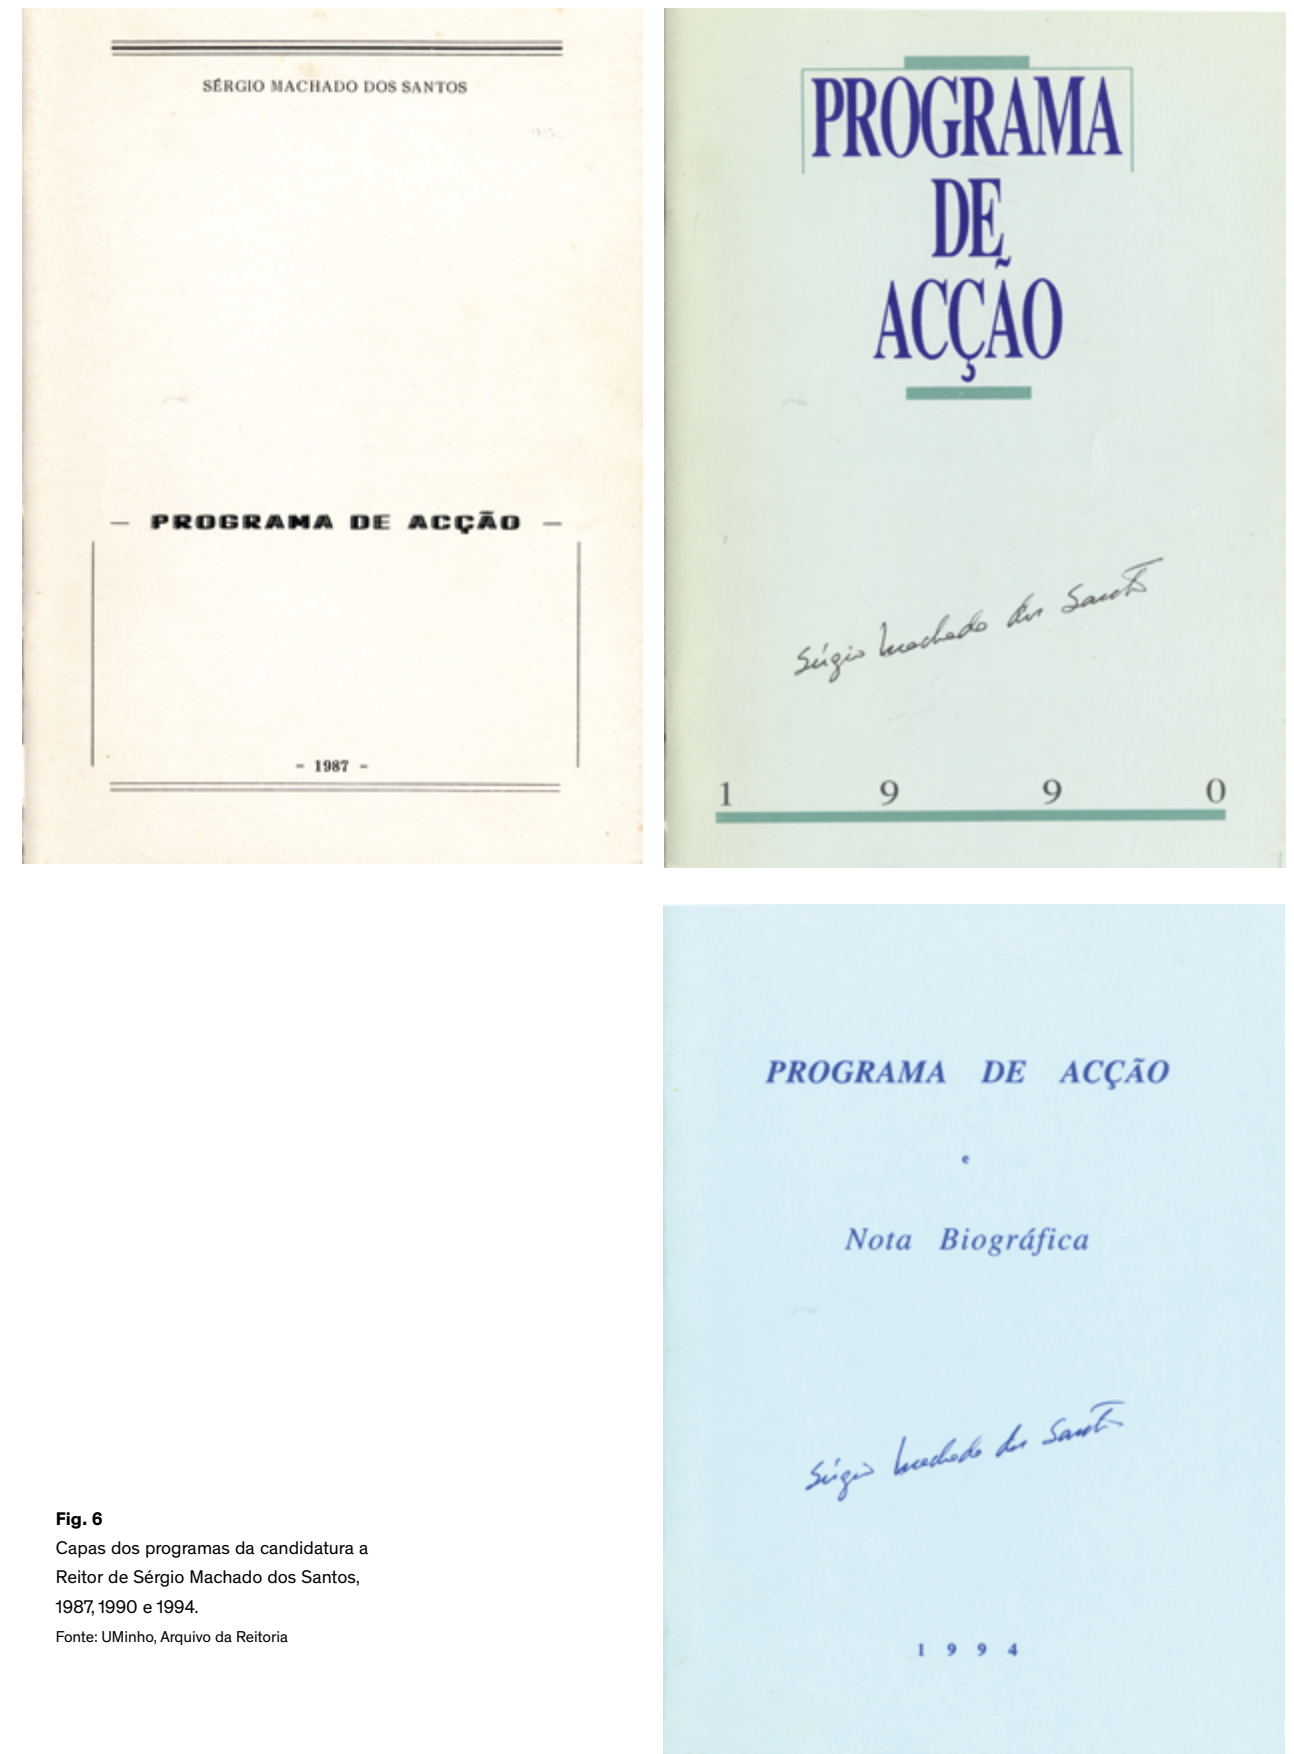 SÉRGIO MACHADO DOS SANTOS
— PROGRAMA DE ACÇÃO —
- 1987 -
PROGRAMA
DE
ACÇÃO
Sérgio Machado dos Santos
1 9 9 0
PROGRAMA DE ACÇÃO
e
Nota Biográfica
Sérgio Machado dos Santos
1 9 9 4
Fig. 6
Capas dos programas da candidatura a
Reitor de Sérgio Machado dos Santos,
1987, 1990 e 1994.
Fonte: UMinho, Arquivo da Reitoria